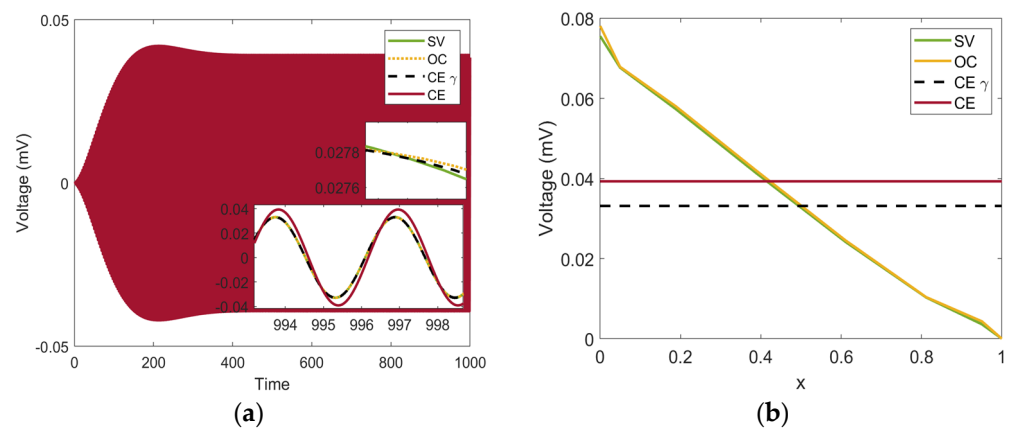 0.05
0
-0.05
Voltage (mV)
SV
OC
CE γ
CE
0.0278
0.0276
0.04
0.02
0
-0.02
-0.04
994 995 996 997 998
0 200 400 600 800 1000
Time
(a)
0.08
0.06
0.04
0.02
0
Voltage (mV)
SV
OC
CE γ
CE
0 0.2 0.4 0.6 0.8 1
x
(b)